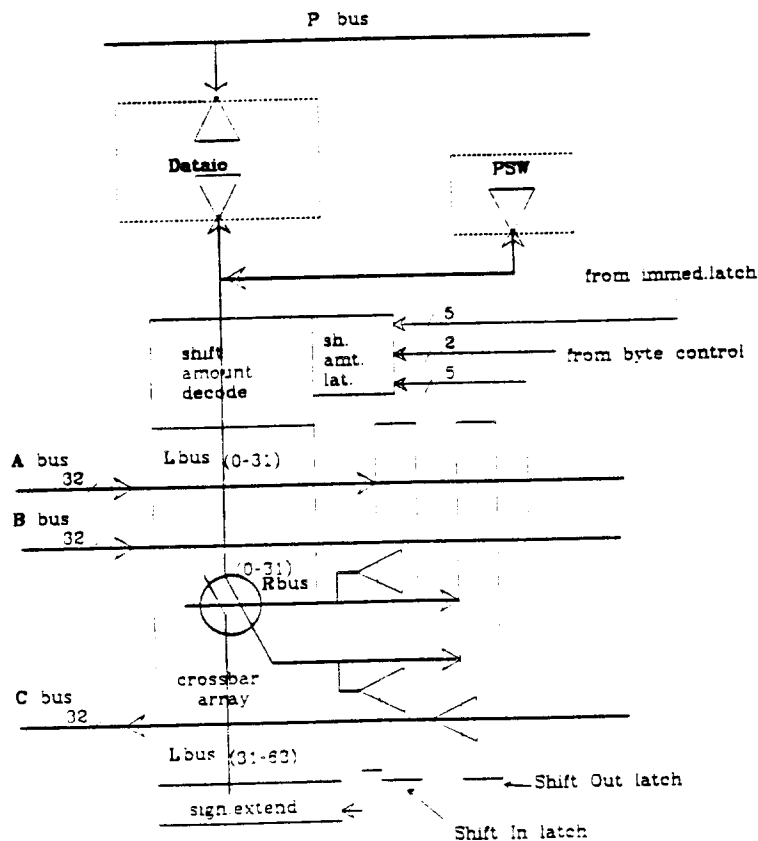 P bus
Dataio
PSW
from immed.latch
5
sh.
shift
amt.
2
from byte control
amount
lat.
5
decode
A bus
Lbus (0-31)
32
B bus
32
(0-31)
Rbus
crossbar
array
C bus
32
Lbus (31-63)
Shift Out latch
sign.extend
Shift In latch